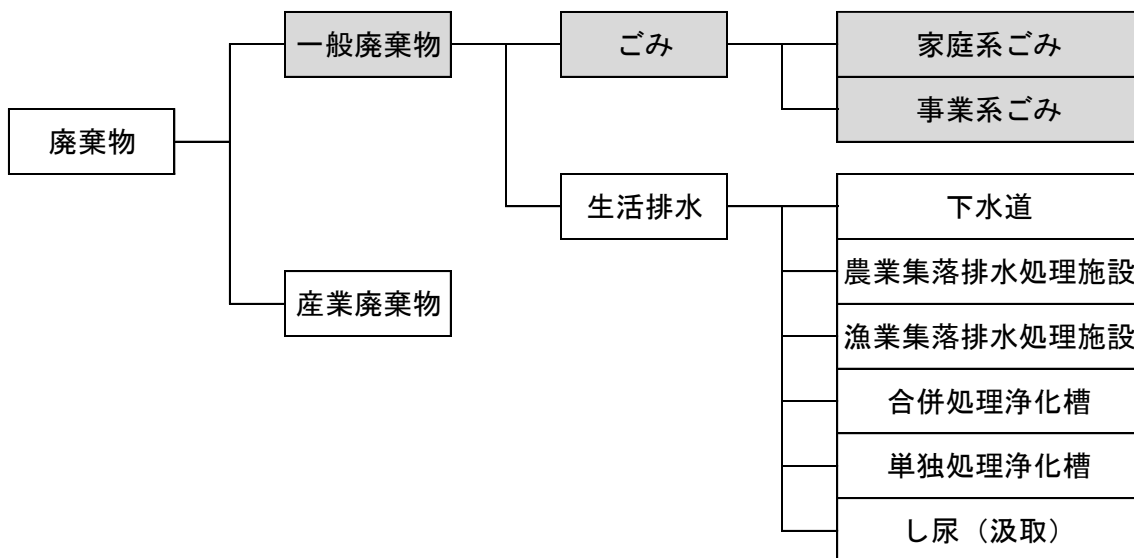 廃棄物
一般廃棄物
産業廃棄物
ごみ
生活排水
家庭系ごみ
事業系ごみ
下水道
農業集落排水処理施設
漁業集落排水処理施設
合併処理浄化槽
単独処理浄化槽
し尿（汲取）